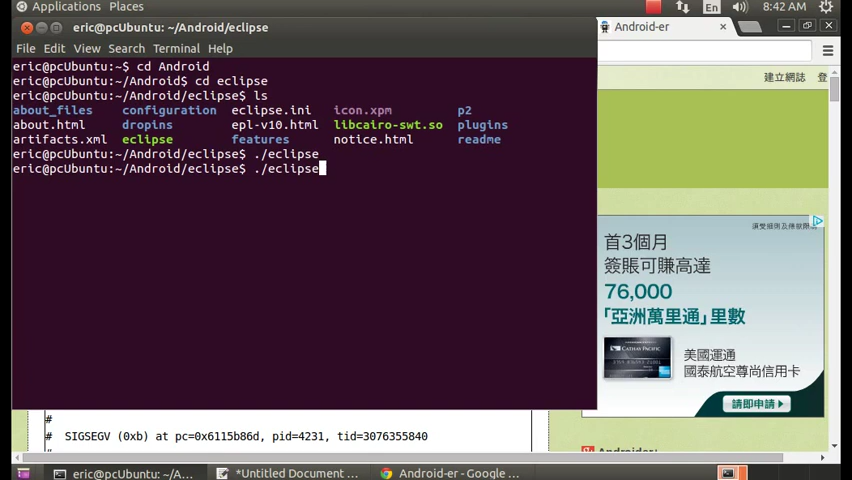 Applications Places
En
8:42 AM
eric@pcUbuntu: ~/Android/eclipse
Android-er
File Edit View Search Terminal Help
eric@pcUbuntu:~$ cd Android
eric@pcUbuntu:~/Android$ cd eclipse
eric@pcUbuntu:~/Android/eclipse$ ls
about_files configuration eclipse.ini icon.xpm p2
about.html dropins epl-v10.html libcairo-swt.so plugins
artifacts.xml eclipse features notice.html readme
eric@pcUbuntu:~/Android/eclipse$ ./eclipse
eric@pcUbuntu:~/Android/eclipse$ ./eclipse
建立網誌 登
首3個月
簽賬可賺高達
76,000
「亞洲萬里通」里數
CATHAY PACIFIC
美國運通
國泰航空尊尚信用卡
請即申請
#
# SIGSEGV (0xb) at pc=0x6115b86d, pid=4231, tid=3076355840
#
eric@pcUbuntu: ~/A...
*Untitled Document ...
Android-er - Google ...